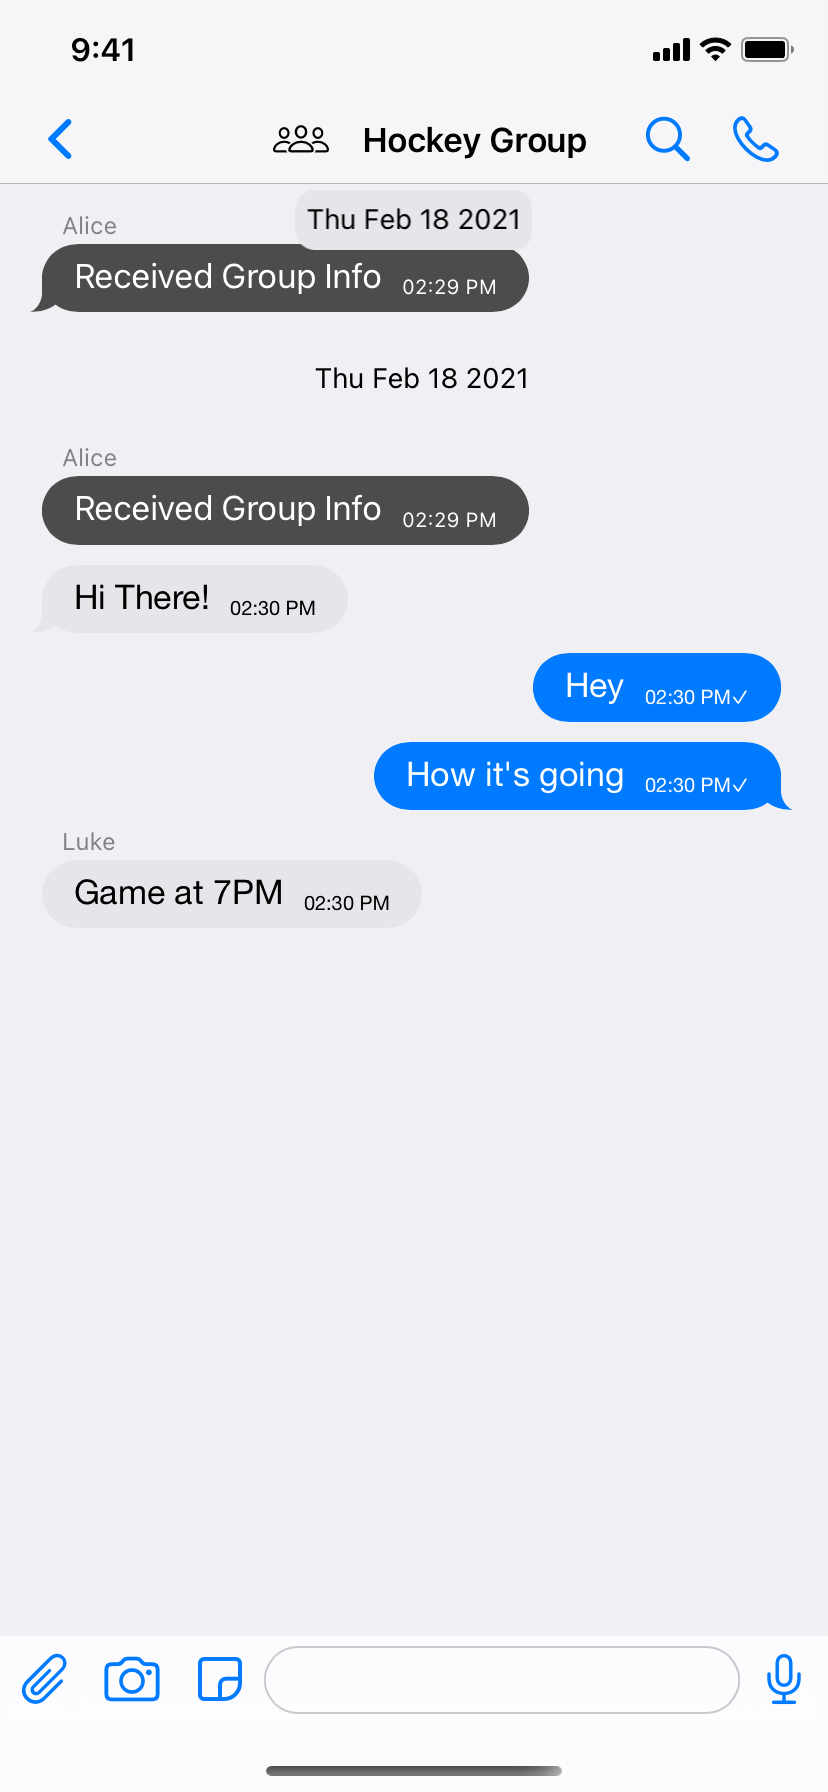 9:41
Hockey Group
Thu Feb 18 2021
Alice
Received Group Info 02:29 PM
Thu Feb 18 2021
Alice
Received Group Info 02:29 PM
Hi There! 02:30 PM
Hey 02:30 PM✓
How it's going 02:30 PM✓
Luke
Game at 7PM 02:30 PM